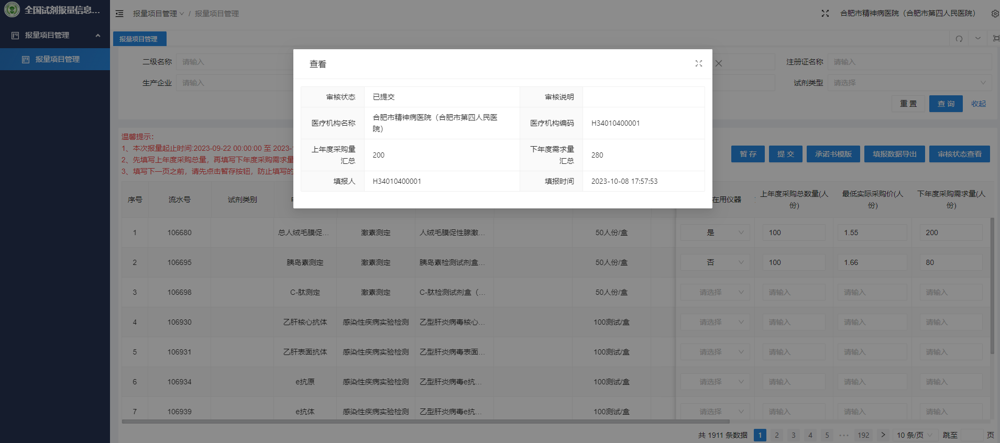 全国试剂报量信息...
报量项目管理
报量项目管理
报量项目管理 / 报量项目管理
合肥市精神病医院（合肥市第四人民医院）
报量项目管理
二级名称 请输入
注册证名称 请输入
生产企业 请输入
试剂类型 请选择
重 置 查 询 收起
查看
审核状态 已提交 审核说明
医疗机构名称 合肥市精神病医院（合肥市第四人民医
院） 医疗机构编码 H34010400001
上年度采购量
汇总 200 下年度需求量
汇总 280
填报人 H34010400001 填报时间 2023-10-08 17:57:53
温馨提示：
1、本次报量起止时间:2023-09-22 00:00:00 至 2023-
2、先填写上年度采购总量，再填写下年度采购需求量
3、填写下一页之前，请先点击暂存按钮，防止填写的
暂 存 提 交 承诺书模版 填报数据导出 审核状态查看
序号 流水号 试剂类别 在用仪器 上年度采购总数量(人
份) 最低实际采购价(人
份) 下年度采购需求量(人
份)
1 106680 总人绒毛膜促... 激素测定 人绒毛膜促性腺激... 50人份/盒 是 100 1.55 200
2 106695 胰岛素测定 激素测定 胰岛素检测试剂盒... 50人份/盒 否 100 1.66 80
3 106698 C-肽测定 激素测定 C-肽检测试剂盒（... 50人份/盒 请选择 请输入 请输入 请输入
4 106930 乙肝核心抗体 感染性疾病实验检测 乙型肝炎病毒核心... 100测试/盒 请选择 请输入 请输入 请输入
5 106931 乙肝表面抗体 感染性疾病实验检测 乙型肝炎病毒表面... 100测试/盒 请选择 请输入 请输入 请输入
6 106934 e抗原 感染性疾病实验检测 乙型肝炎病毒e抗... 100测试/盒 请选择 请输入 请输入 请输入
7 106939 e抗体 感染性疾病实验检测 乙型肝炎病毒e抗... 100测试/盒 请选择 请输入 请输入 请输入
共 1911 条数据 1 2 3 4 5 ••• 192 > 10 条/页 跳至 页